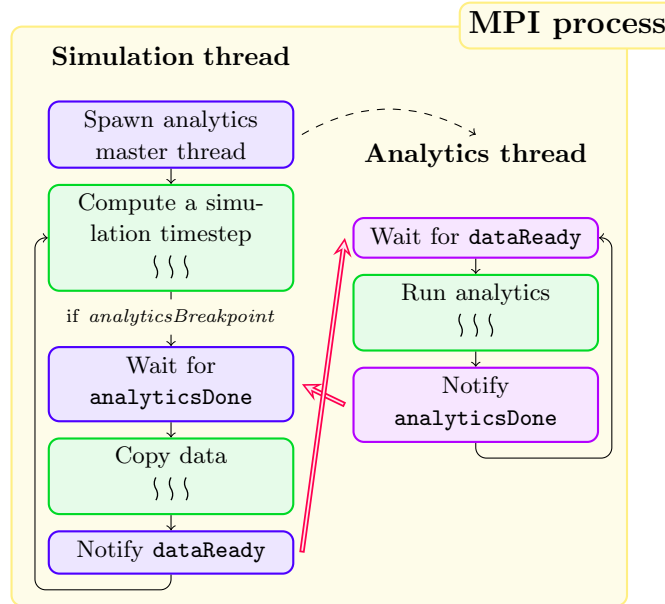 MPI process
Simulation thread
Spawn analytics
master thread
Compute a simu-
lation timestep
if analyticsBreakpoint
Wait for
analyticsDone
Copy data
Notify dataReady
Analytics thread
Wait for dataReady
Run analytics
Notify
analyticsDone